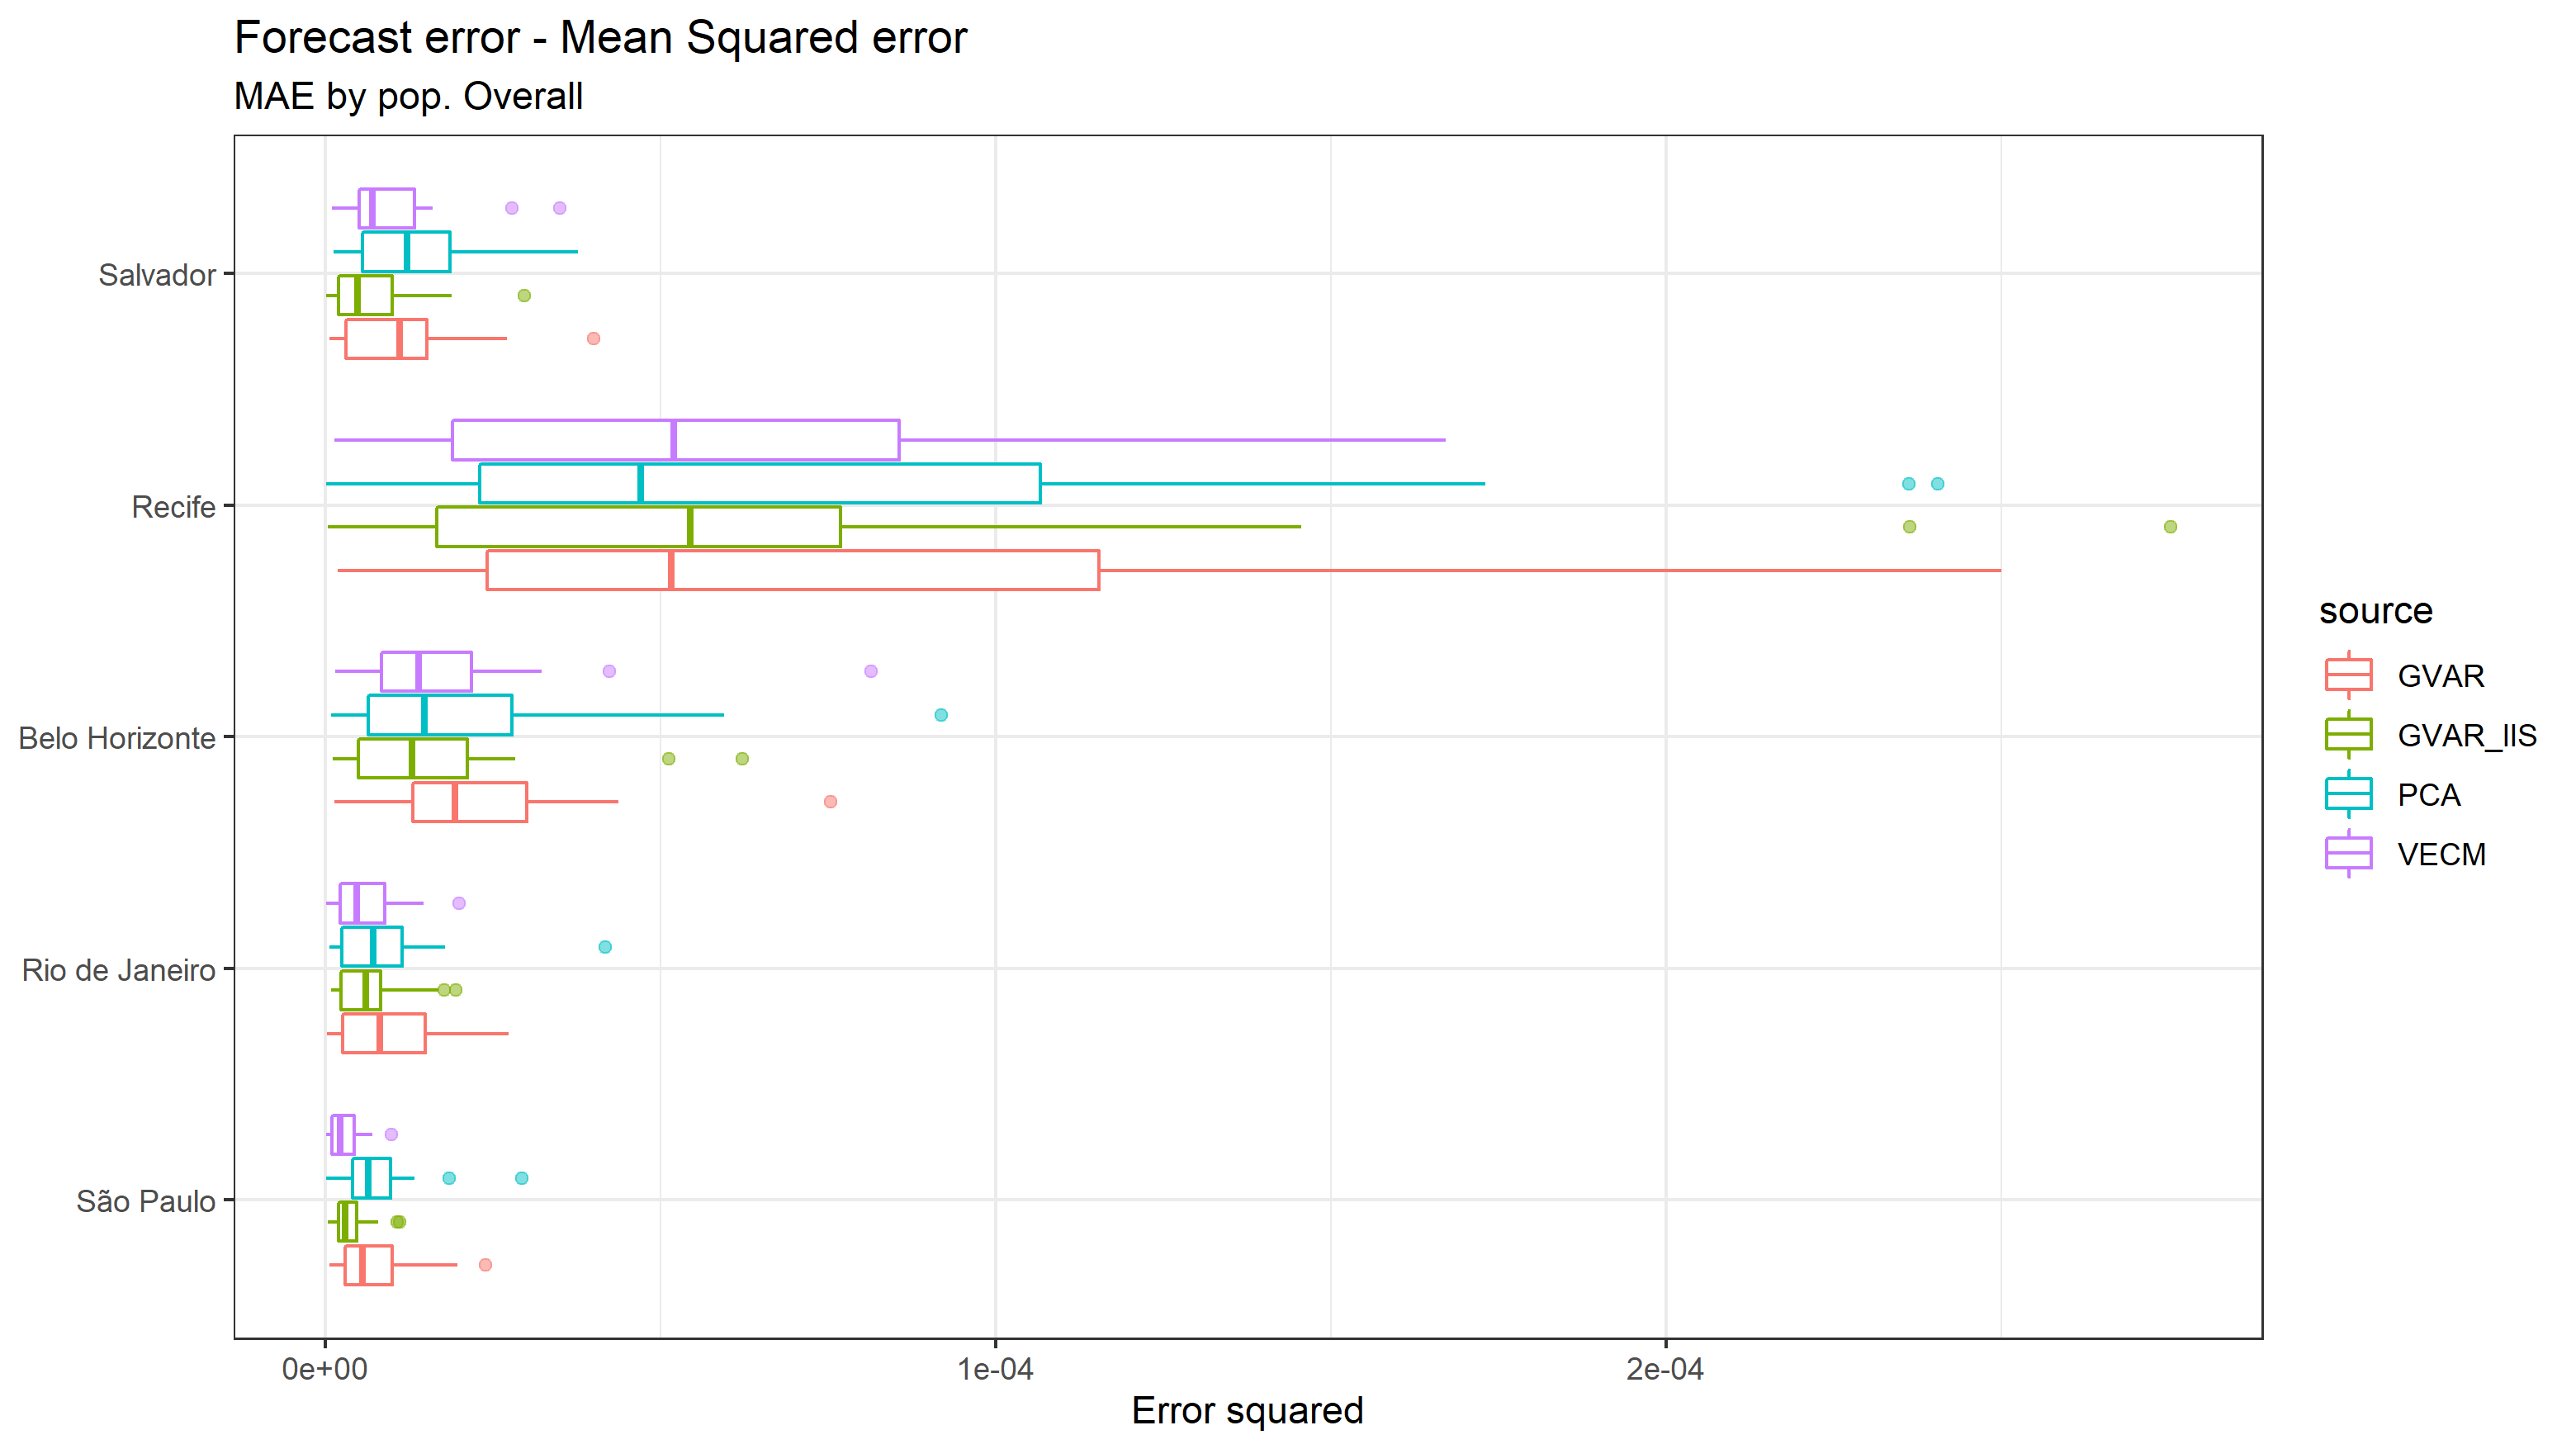 Forecast error - Mean Squared error
MAE by pop. Overall
Salvador
Recife
Belo Horizonte
Rio de Janeiro
São Paulo
0e+00
1e-04
2e-04
Error squared
source
GVAR
GVAR_IIS
PCA
VECM